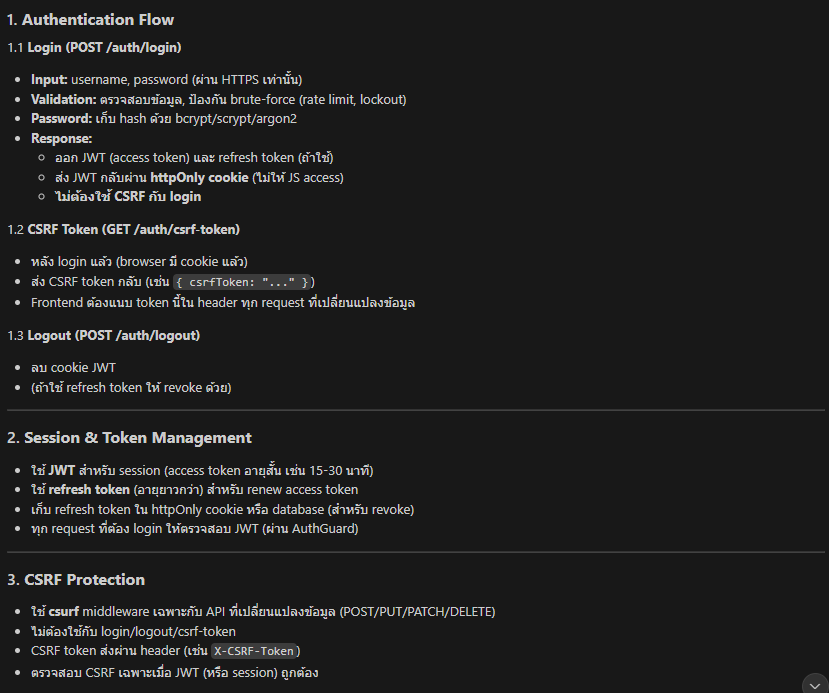 1. Authentication Flow
1.1 Login (POST /auth/login)
• Input: username, password (ผ่าน HTTPS เท่านั้น)
• Validation: ตรวจสอบข้อมูล, ป้องกัน brute-force (rate limit, lockout)
• Password: เก็บ hash ด้วย bcrypt/scrypt/argon2
• Response:
○ ออก JWT (access token) และ refresh token (ถ้าใช้)
○ ส่ง JWT กลับผ่าน httpOnly cookie (ไม่ให้ JS access)
○ ไม่ต้องใช้ CSRF กับ login
1.2 CSRF Token (GET /auth/csrf-token)
• หลัง login แล้ว (browser มี cookie แล้ว)
• ส่ง CSRF token กลับ (เช่น { csrfToken: "..." })
• Frontend ต้องแนบ token นี้ใน header ทุก request ที่เปลี่ยนแปลงข้อมูล
1.3 Logout (POST /auth/logout)
• ลบ cookie JWT
• (ถ้าใช้ refresh token ให้ revoke ด้วย)
2. Session & Token Management
• ใช้ JWT สำหรับ session (access token อายุสั้น เช่น 15-30 นาที)
• ใช้ refresh token (อายุยาวกว่า) สำหรับ renew access token
• เก็บ refresh token ใน httpOnly cookie หรือ database (สำหรับ revoke)
• ทุก request ที่ต้อง login ให้ตรวจสอบ JWT (ผ่าน AuthGuard)
3. CSRF Protection
• ใช้ csurf middleware เฉพาะกับ API ที่เปลี่ยนแปลงข้อมูล (POST/PUT/PATCH/DELETE)
• ไม่ต้องใช้กับ login/logout/csrf-token
• CSRF token ส่งผ่าน header (เช่น X-CSRF-Token)
• ตรวจสอบ CSRF เฉพาะเมื่อ JWT (หรือ session) ถูกต้อง